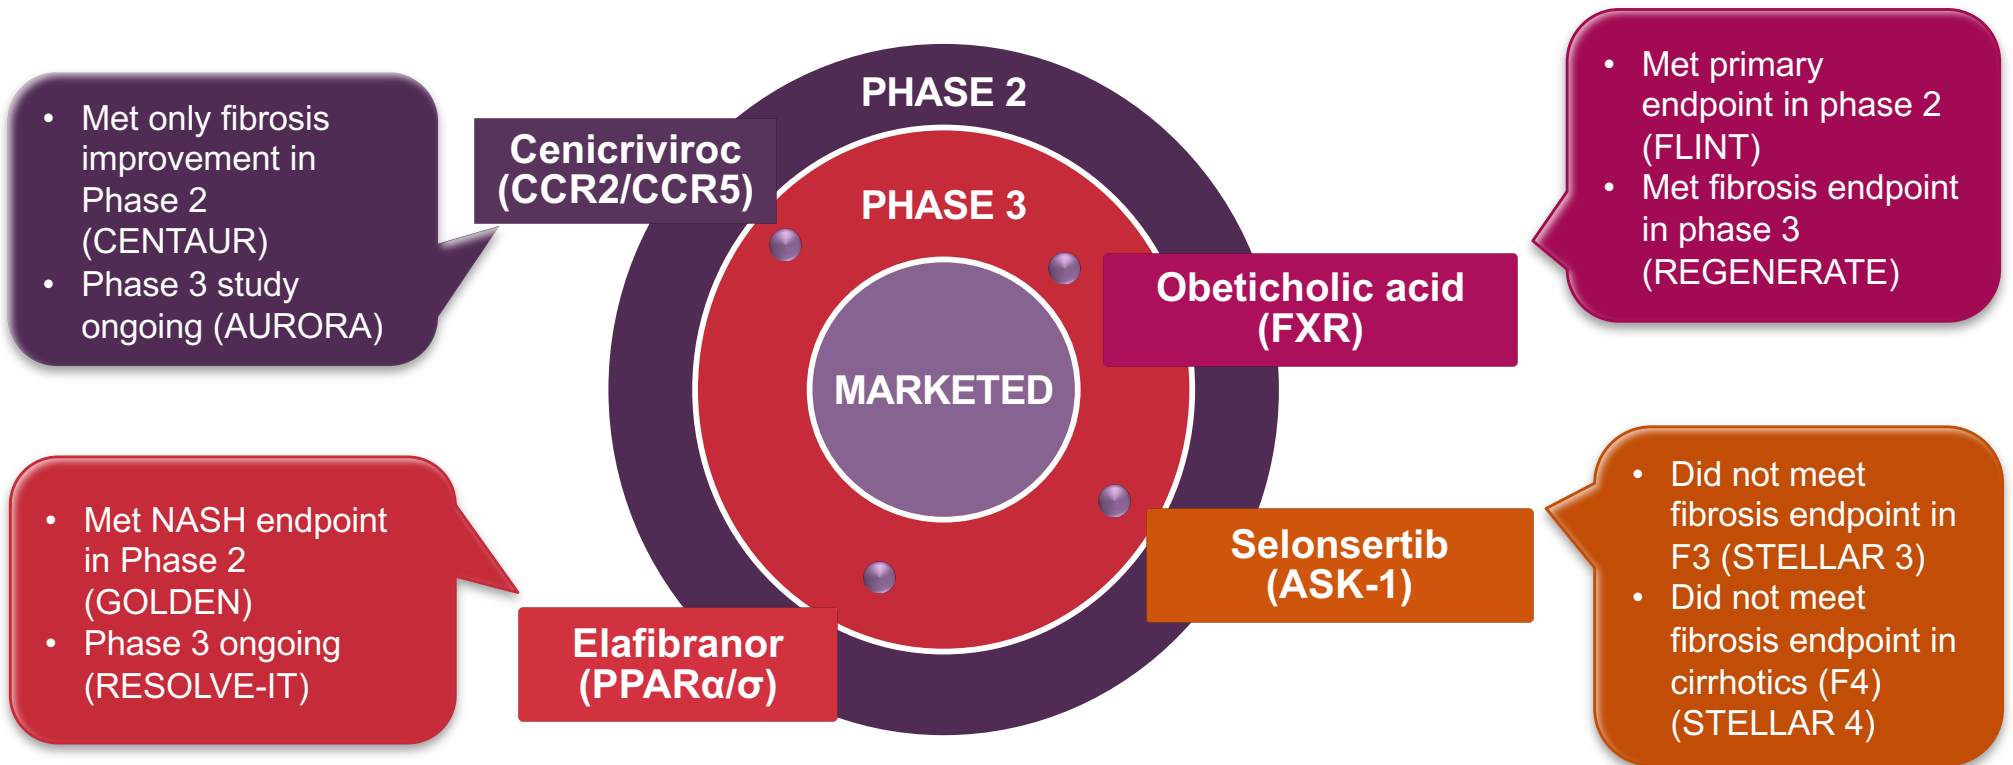 • Met only fibrosis
improvement in
Phase 2
(CENTAUR)
• Phase 3 study
ongoing (AURORA)
Cenicriviroc
(CCR2/CCR5)
PHASE 2
PHASE 3
MARKETED
• Met primary
endpoint in phase 2
(FLINT)
• Met fibrosis endpoint
in phase 3
(REGENERATE)
Obeticholic acid
(FXR)
• Met NASH endpoint
in Phase 2
(GOLDEN)
• Phase 3 ongoing
(RESOLVE-IT)
Elafibranor
(PPARα/σ)
Selonsertib
(ASK-1)
• Did not meet
fibrosis endpoint in
F3 (STELLAR 3)
• Did not meet
fibrosis endpoint in
cirrhotics (F4)
(STELLAR 4)